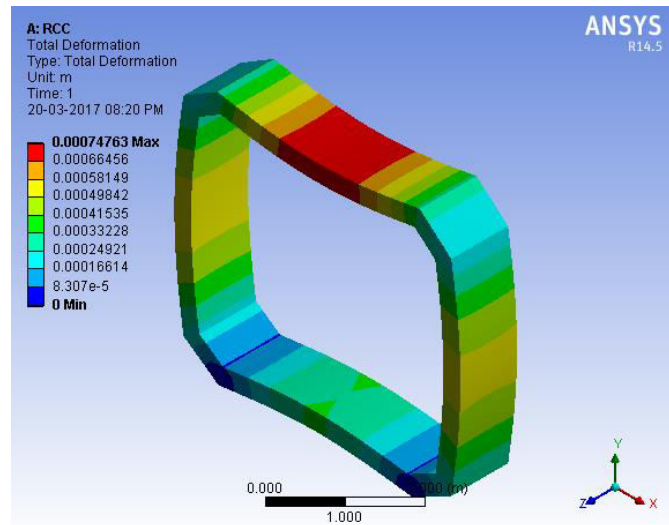 A: RCC
Total Deformation
Type: Total Deformation
Unit: m
Time: 1
20-03-2017 08:20 PM
ANSYS
R14.5
0.00074763 Max
0.00066456
0.00058149
0.00049842
0.00041535
0.00033228
0.00024921
0.00016614
8.307e-5
0 Min
0.000
(m)
1.000
Y
Z
X